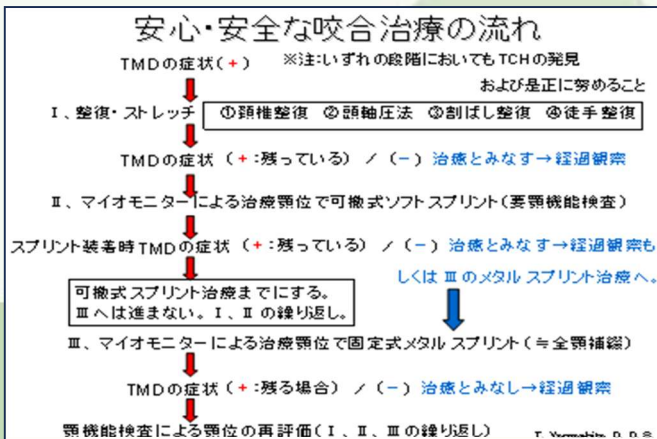 安心・安全な咬合治療の流れ
TMDの症状(+) ※注:いずれの段階においてもTCHの発見
および是正に努めること
Ⅰ、整復・ストレッチ ①頚椎整復 ②頭軸圧法 ③割ばし整復 ④徒手整復
TMDの症状 (+:残っている) / (−) 治癒とみなす→経過観察
Ⅱ、マイオモニターによる治療顎位で可撤式ソフトスプリント(要顎機能検査)
スプリント装着時TMDの症状 (+:残っている) / (−) 治癒とみなす→経過観察も
しくは Ⅲ のメタル スプリント治療へ。
可撤式スプリント治療までにする。
Ⅲへは進まない。Ⅰ、Ⅱ の繰り返し。
Ⅲ、マイオモニターによる治療顎位で固定式メタル スプリント(≒全顎補綴)
TMDの症状 (+:残る場合) / (−) 治癒とみなし→経過観察
顎機能検査による顎位の再評価(Ⅰ、Ⅱ、Ⅲ の繰り返し)